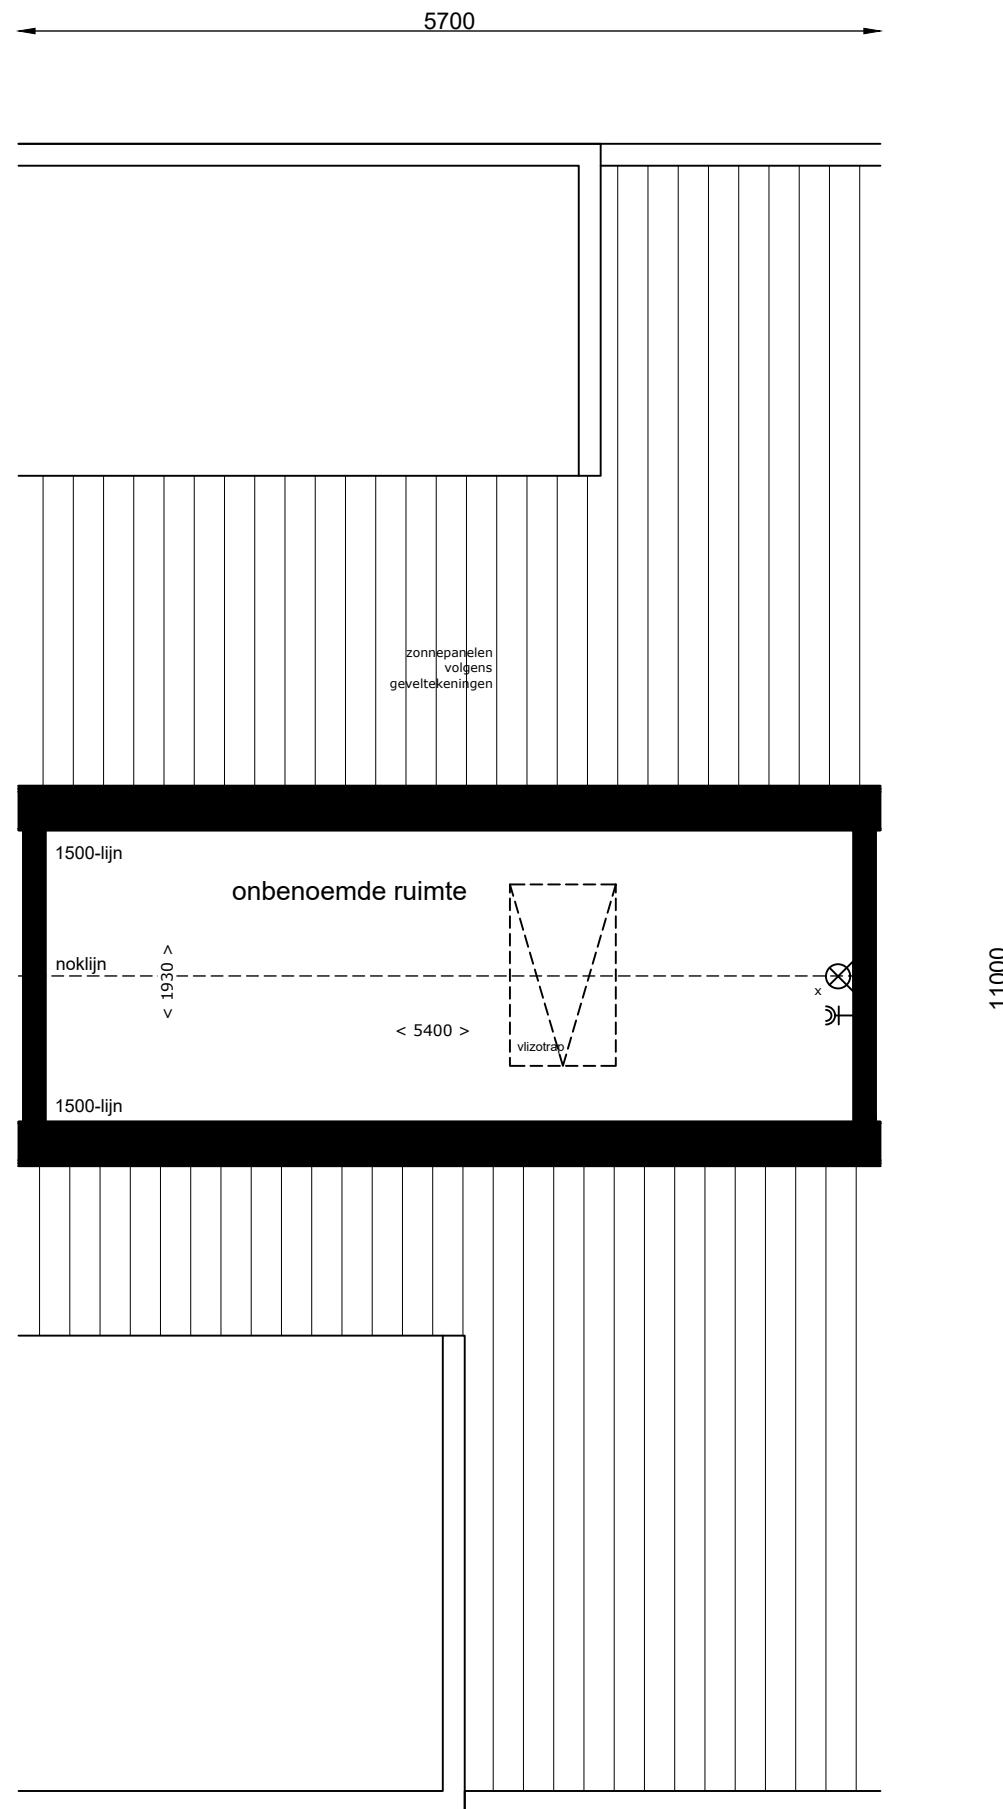 5700
zonnepanelen
volgens
geveltekeningen
1500-lijn
onbenoemde ruimte
noklijn
< 1930 >
x
11000
< 5400 >
vlizotrap
1500-lijn